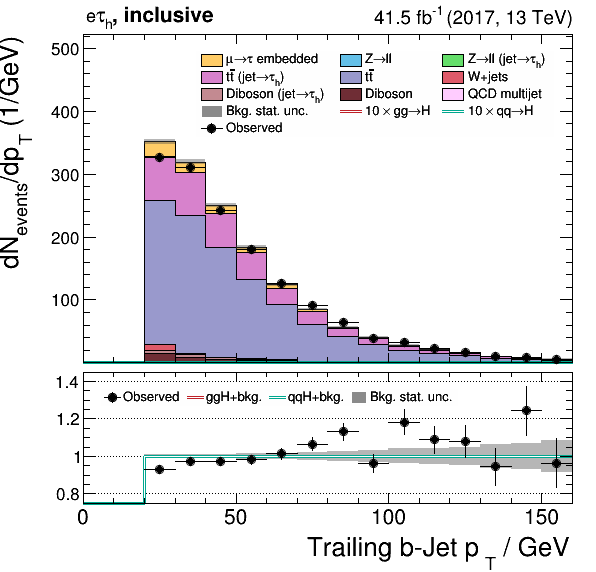 eτh, inclusive
41.5 fb-1 (2017, 13 TeV)
dNevents/dpT (1/GeV)
500
400
300
200
100
μ→τ embedded
Z→ll
Z→ll (jet→τh)
tt̄ (jet→τh)
tt̄
W+jets
Diboson (jet→τh)
Diboson
QCD multijet
Bkg. stat. unc.
10 × gg→H
10 × qq→H
Observed
1.4
1.2
1
0.8
Observed
ggH+bkg.
qqH+bkg.
Bkg. stat. unc.
0
50
100
150
Trailing b-Jet pT / GeV